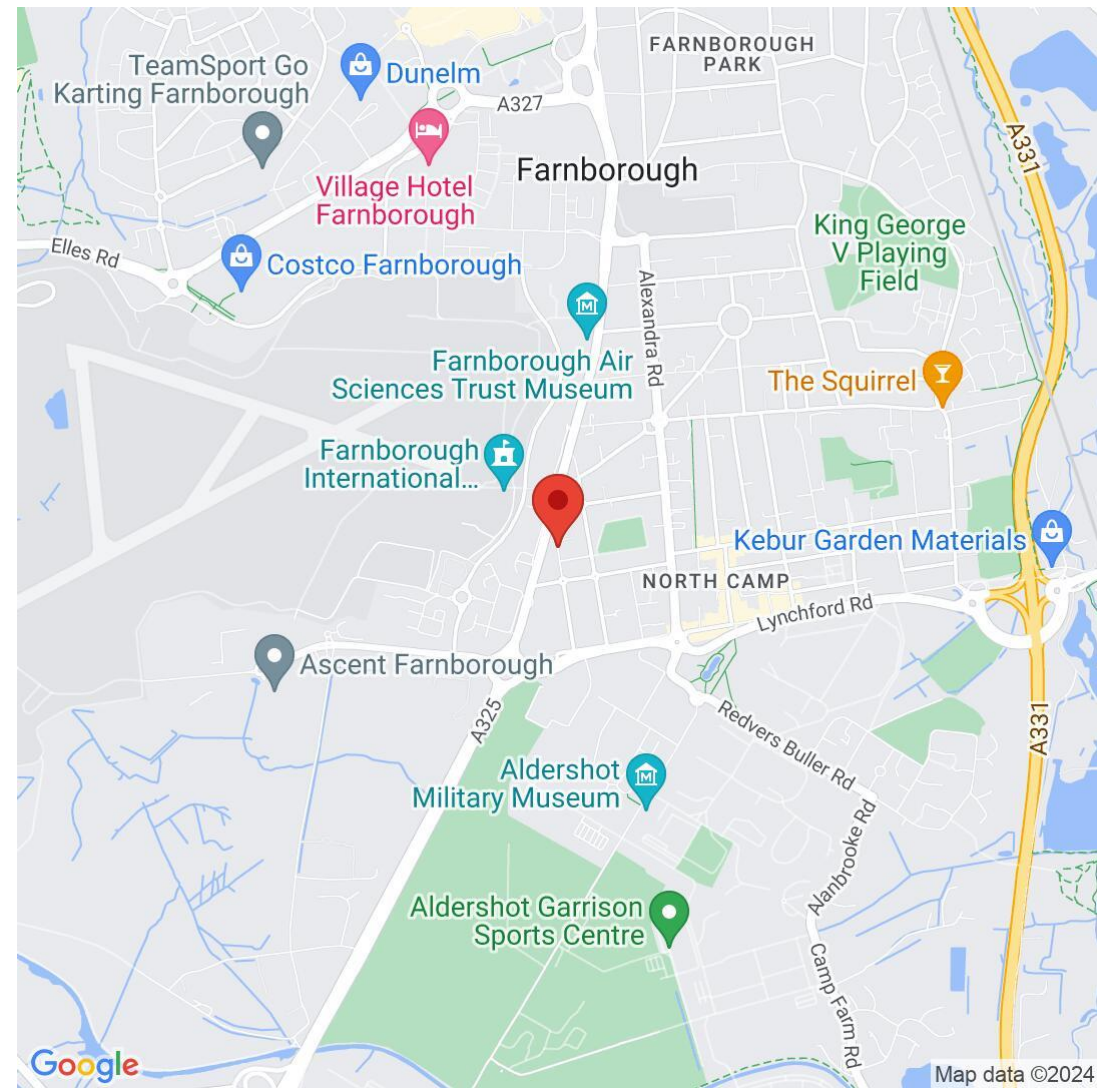 FARNBOROUGH
PARK
TeamSport Go
Karting Farnborough
Dunelm
A327
A331
Farnborough
Village Hotel
Farnborough
King George
V Playing
Field
Elles Rd
Costco Farnborough
Alexandra Rd
Farnborough Air
Sciences Trust Museum
The Squirrel
Farnborough
International...
Kebur Garden Materials
NORTH CAMP
Lynchford Rd
Ascent Farnborough
A325
Redvers Buller Rd
A331
Aldershot
Military Museum
Alanbrooke Rd
Aldershot Garrison
Sports Centre
Camp Farm Rd
Google
Map data ©2024